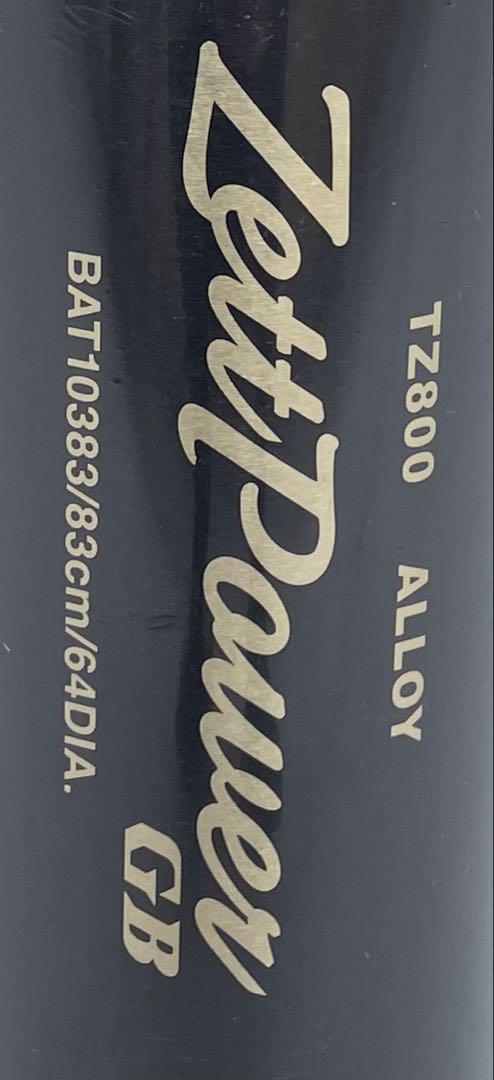 TZ800 ALLOY
ZettPower
GB
BAT10383/83cm/64DIA.